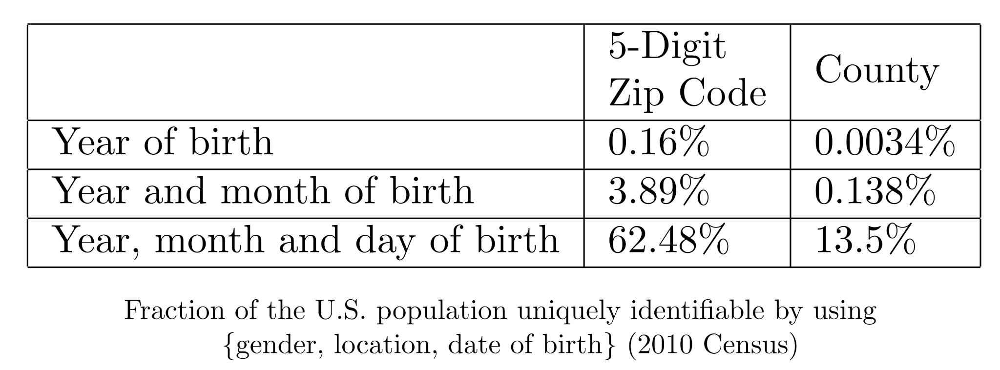 5-Digit
Zip Code
County
Year of birth 0.16% 0.0034%
Year and month of birth 3.89% 0.138%
Year, month and day of birth 62.48% 13.5%
Fraction of the U.S. population uniquely identifiable by using
{gender, location, date of birth} (2010 Census)